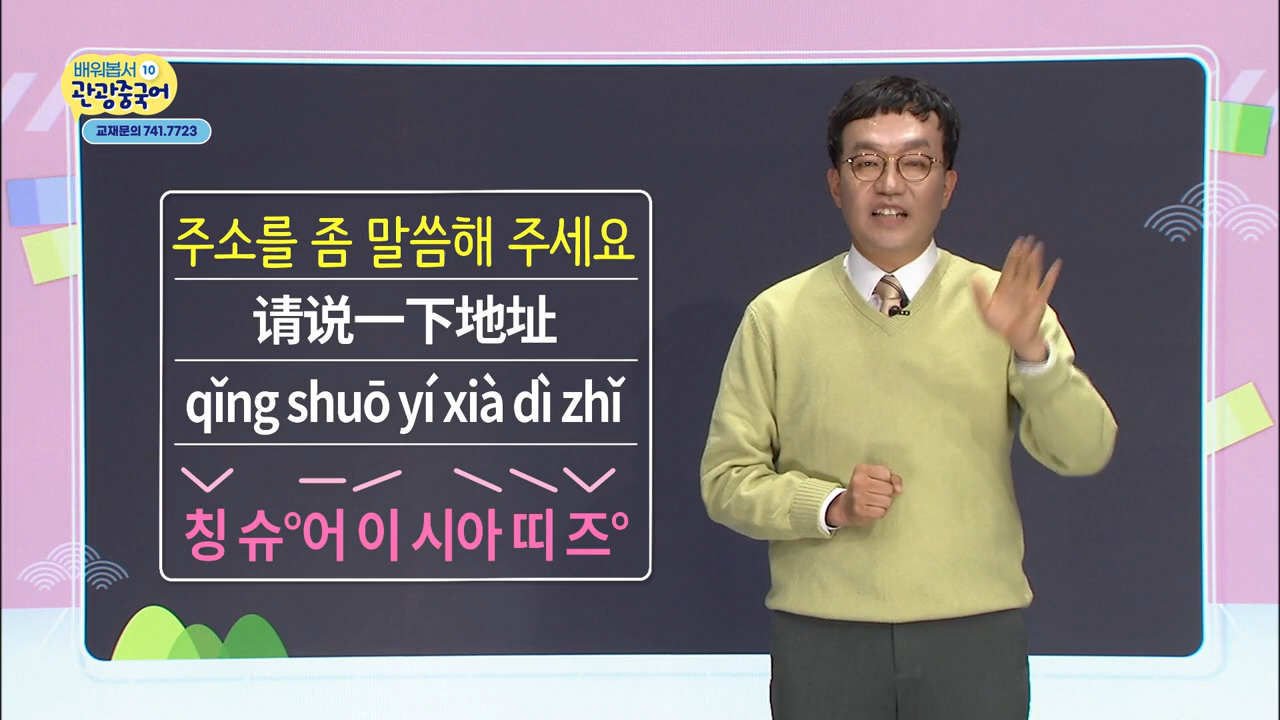 배워봅서 10
관광중국어
교재문의 741.7723
주소를 좀 말씀해 주세요
请说一下地址
qǐng shuō yí xià dì zhǐ
칭 슈°어 이 시아 띠 즈°